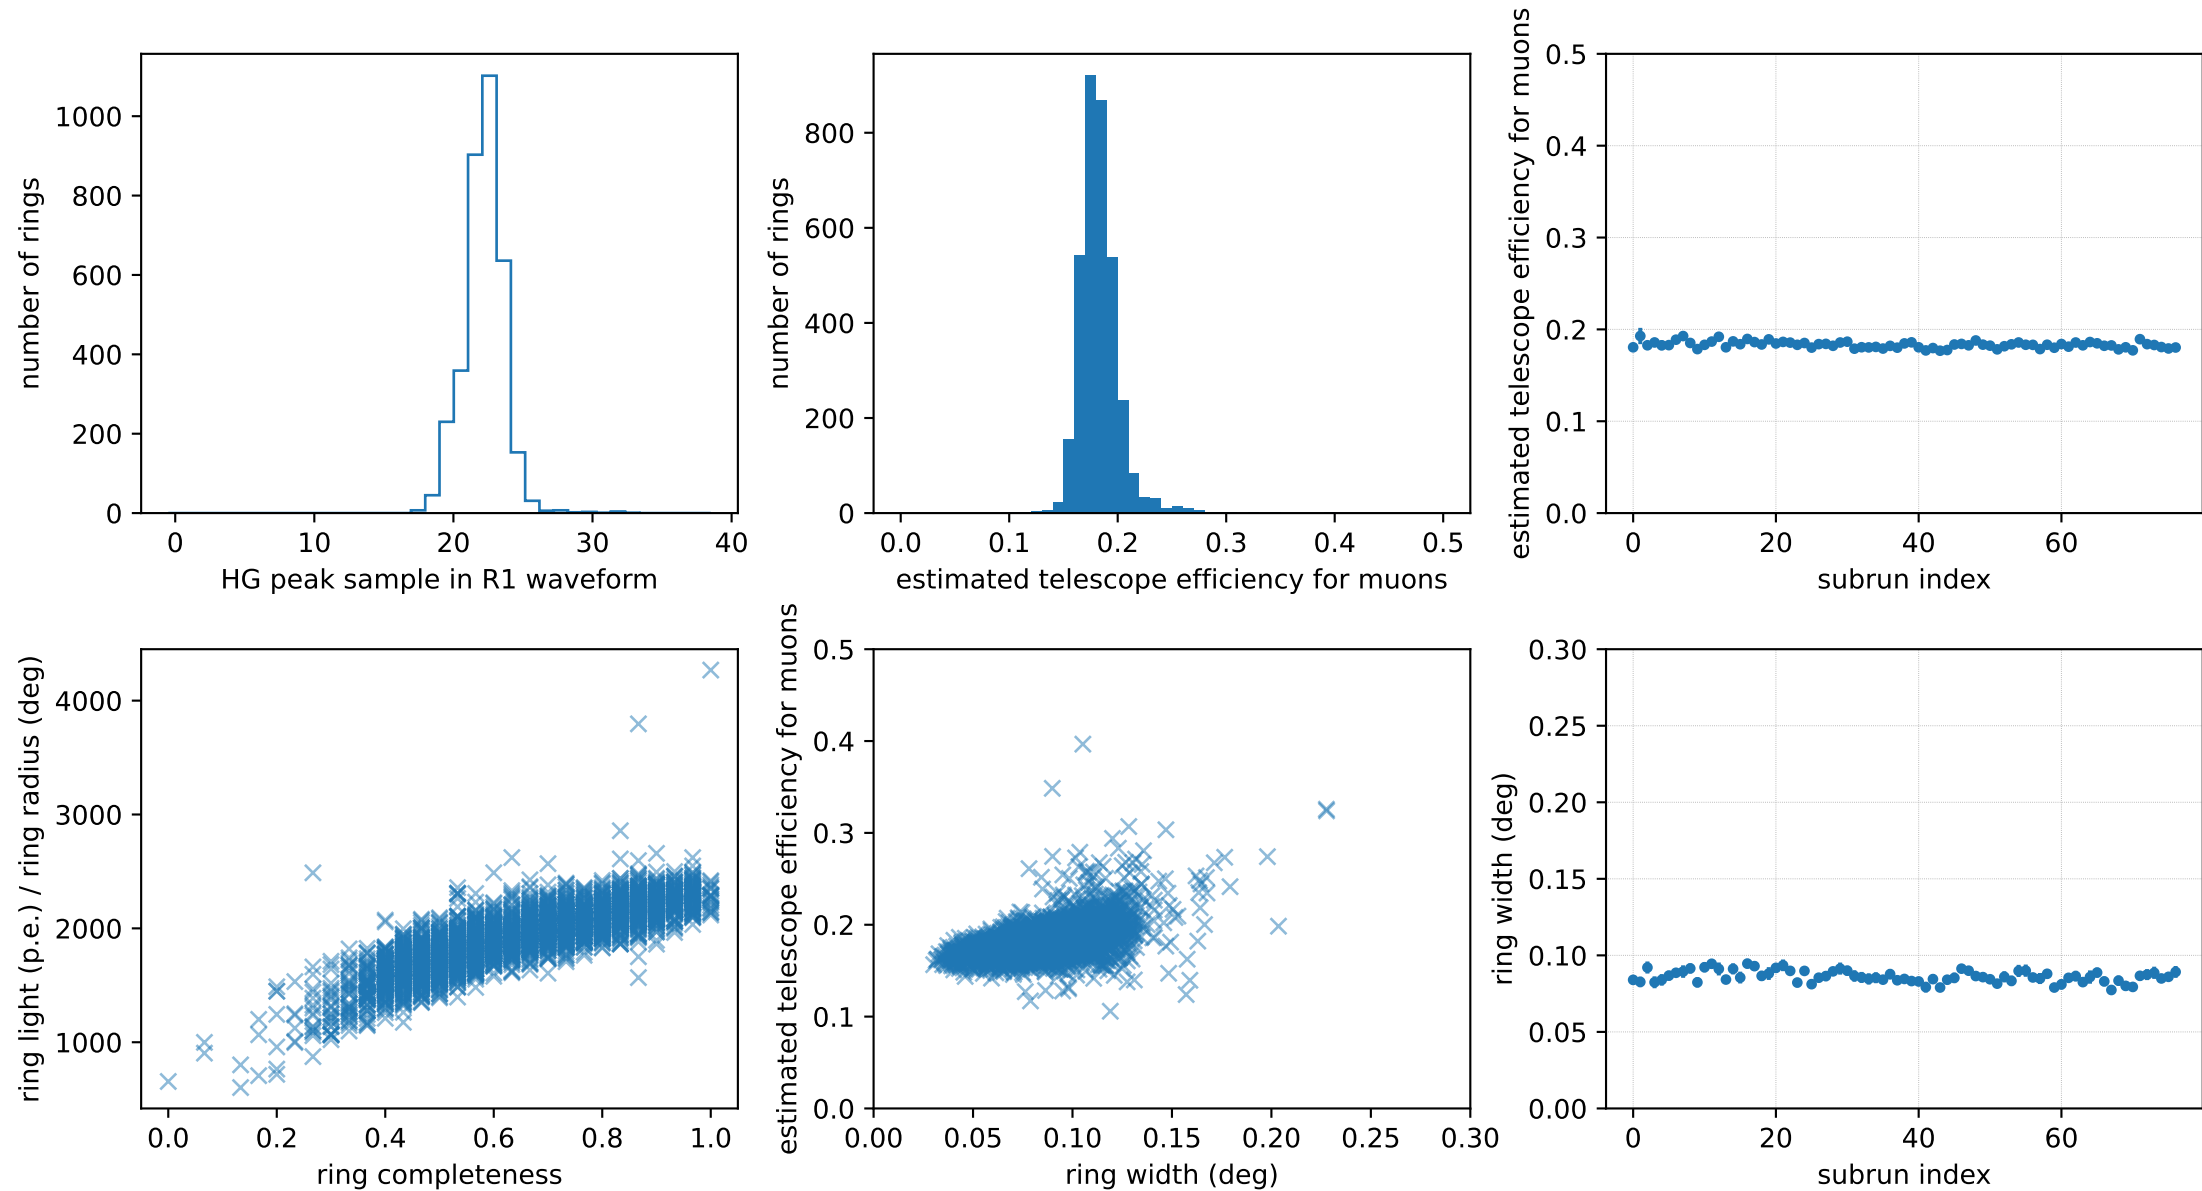 number of rings
1000
800
600
400
200
0
0 10 20 30 40
HG peak sample in R1 waveform
number of rings
800
600
400
200
0
0.0 0.1 0.2 0.3 0.4 0.5
estimated telescope efficiency for muons
estimated telescope efficiency for muons
0.5
0.4
0.3
0.2
0.1
0.0
0 20 40 60
subrun index
ring light (p.e.) / ring radius (deg)
4000
3000
2000
1000
0.0 0.2 0.4 0.6 0.8 1.0
ring completeness
estimated telescope efficiency for muons
0.5
0.4
0.3
0.2
0.1
0.0
0.00 0.05 0.10 0.15 0.20 0.25 0.30
ring width (deg)
ring width (deg)
0.30
0.25
0.20
0.15
0.10
0.05
0.00
0 20 40 60
subrun index